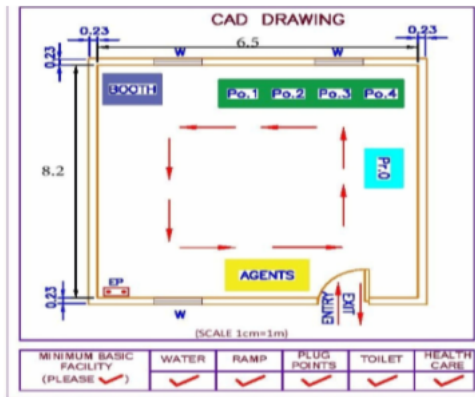 CAD DRAWING
0.23 6.5 0.23
0.23
W W
BOOTH
Po.1 Po.2 Po.3 Po.4
Pr.O
8.2
AGENTS
EP
0.23
W
ENTRY
EXIT
(SCALE 1cm=1m)
MINIMUM BASIC
FACILITY
(PLEASE ✓)
WATER
RAMP
PLUG
POINTS
TOILET
HEALTH
CARE